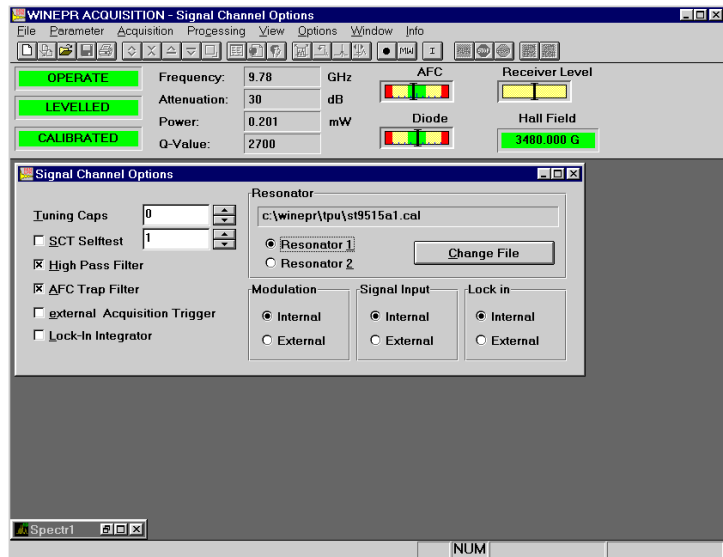 WINEPR ACQUISITION - Signal Channel Options
File Parameter Acquisition Processing View Options Window Info
MW I
OPERATE Frequency: 9.78 GHz AFC Receiver Level
LEVELLED Attenuation: 30 dB
Power: 0.201 mW Diode Hall Field
CALIBRATED Q-Value: 2700 3480.000 G
Signal Channel Options
Resonator
Tuning Caps 0 c:\winepr\tpu\st9515a1.cal
SCT Selftest 1 Resonator 1 Change File
High Pass Filter Resonator 2
AFC Trap Filter Modulation Signal Input Lock in
external Acquisition Trigger Internal Internal Internal
Lock-In Integrator External External External
Spectr1
NUM